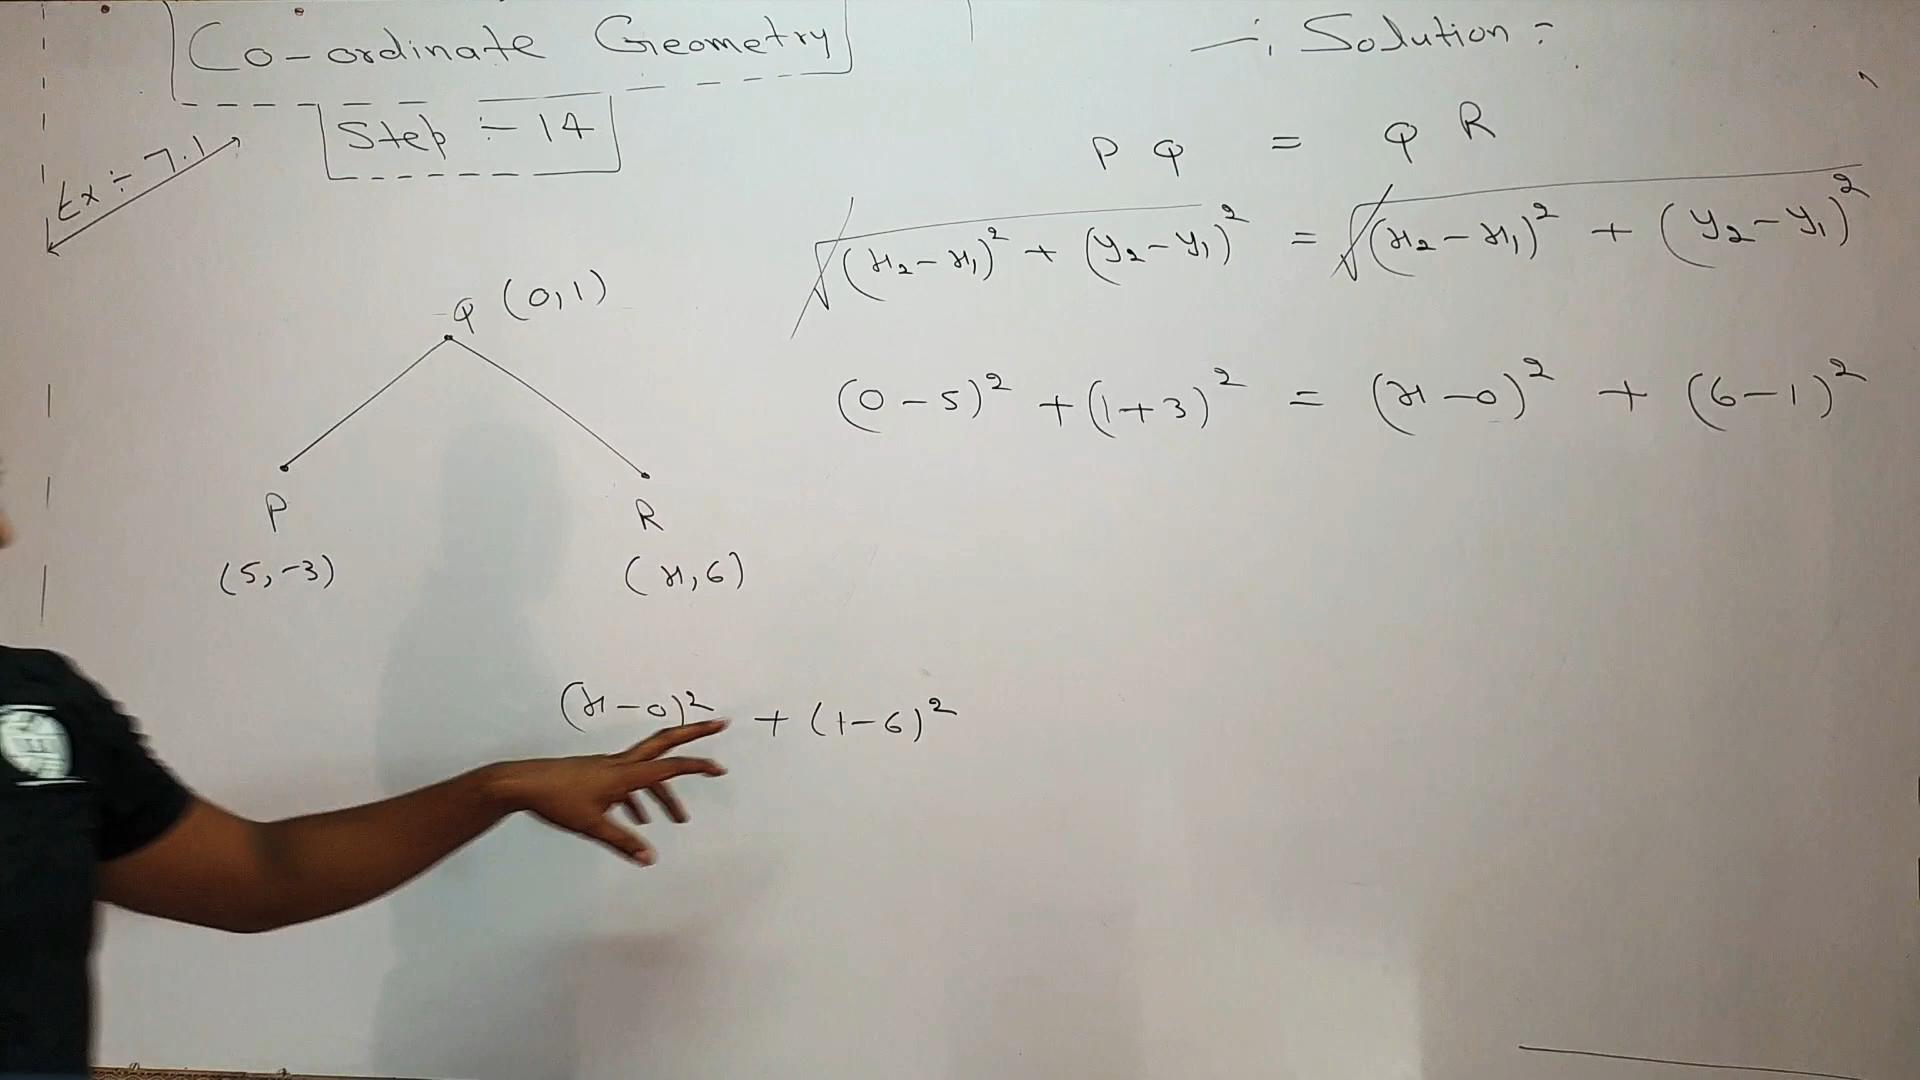 Co-ordinate Geometry
Step :- 14
Ex :- 7.1
Q (0,1)
P
R
(5,-3)
(x,6)
(x-0)² + (1-6)²
-: Solution :
PQ = QR
√(x₂-x₁)² + (y₂-y₁)² = √(x₂-x₁)² + (y₂-y₁)²
(0-5)² + (1+3)² = (x-0)² + (6-1)²